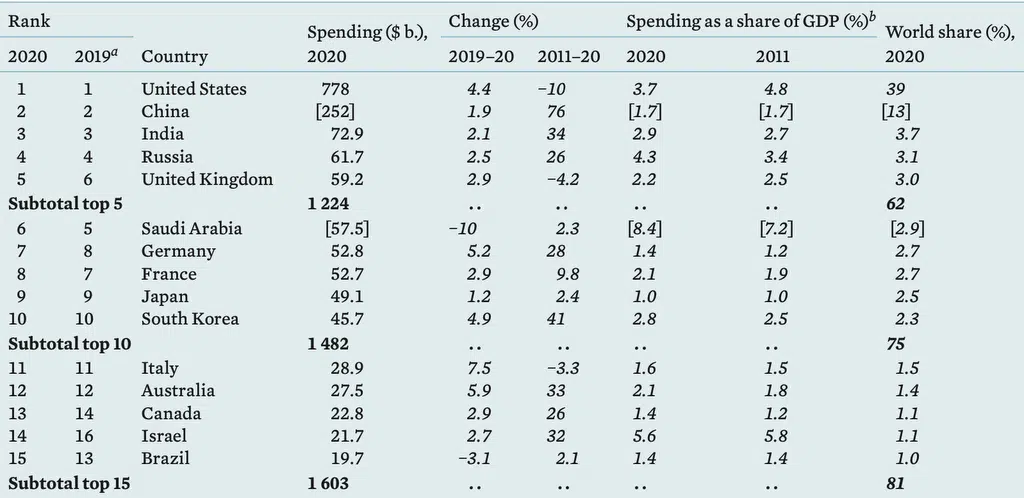 Rank Spending ($ b.), Change (%) Spending as a share of GDP (%)b World share (%),
2020 2019a Country 2020 2019–20 2011–20 2020 2011 2020
1 1 United States 778 4.4 −10 3.7 4.8 39
2 2 China [252] 1.9 76 [1.7] [1.7] [13]
3 3 India 72.9 2.1 34 2.9 2.7 3.7
4 4 Russia 61.7 2.5 26 4.3 3.4 3.1
5 6 United Kingdom 59.2 2.9 −4.2 2.2 2.5 3.0
Subtotal top 5 1 224 . . . . . . . . 62
6 5 Saudi Arabia [57.5] −10 2.3 [8.4] [7.2] [2.9]
7 8 Germany 52.8 5.2 28 1.4 1.2 2.7
8 7 France 52.7 2.9 9.8 2.1 1.9 2.7
9 9 Japan 49.1 1.2 2.4 1.0 1.0 2.5
10 10 South Korea 45.7 4.9 41 2.8 2.5 2.3
Subtotal top 10 1 482 . . . . . . . . 75
11 11 Italy 28.9 7.5 −3.3 1.6 1.5 1.5
12 12 Australia 27.5 5.9 33 2.1 1.8 1.4
13 14 Canada 22.8 2.9 26 1.4 1.2 1.1
14 16 Israel 21.7 2.7 32 5.6 5.8 1.1
15 13 Brazil 19.7 −3.1 2.1 1.4 1.4 1.0
Subtotal top 15 1 603 . . . . . . . . 81